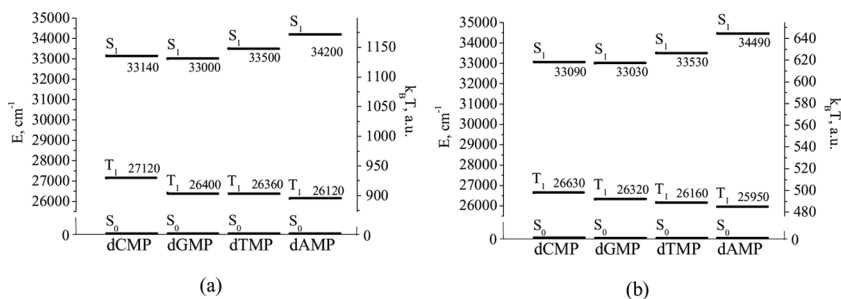 35000
34000
33000
32000
31000
30000
28000
27000
26000
0
E, cm⁻¹
S₁
33140
S₁
33000
S₁
33500
S₁
34200
T₁ 27120
T₁ 26400
T₁ 26360
T₁ 26120
S₀
S₀
S₀
S₀
dCMP dGMP dTMP dAMP
1150
1100
1050
1000
950
900
0
k_BT, a.u.
(a)
35000
34000
33000
32000
31000
30000
28000
27000
26000
0
E, cm⁻¹
S₁
33090
S₁
33030
S₁
33530
S₁
34490
T₁ 26630
T₁ 26320
T₁ 26160
T₁ 25950
S₀
S₀
S₀
S₀
dCMP dGMP dTMP dAMP
640
620
600
580
560
540
520
500
480
0
k_BT, a.u.
(b)